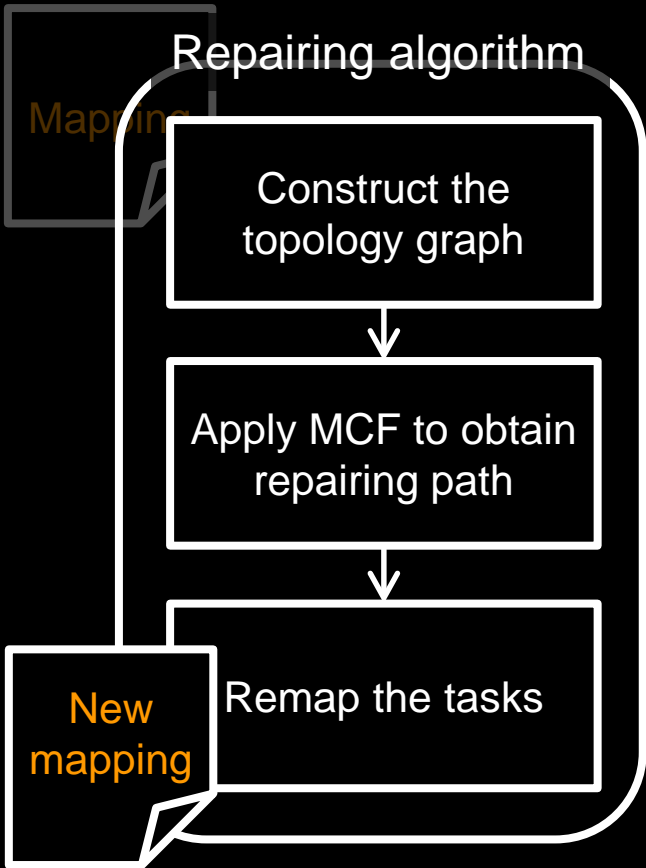 Repairing algorithm
Mapping
Construct the
topology graph
Apply MCF to obtain
repairing path
Remap the tasks
New
mapping